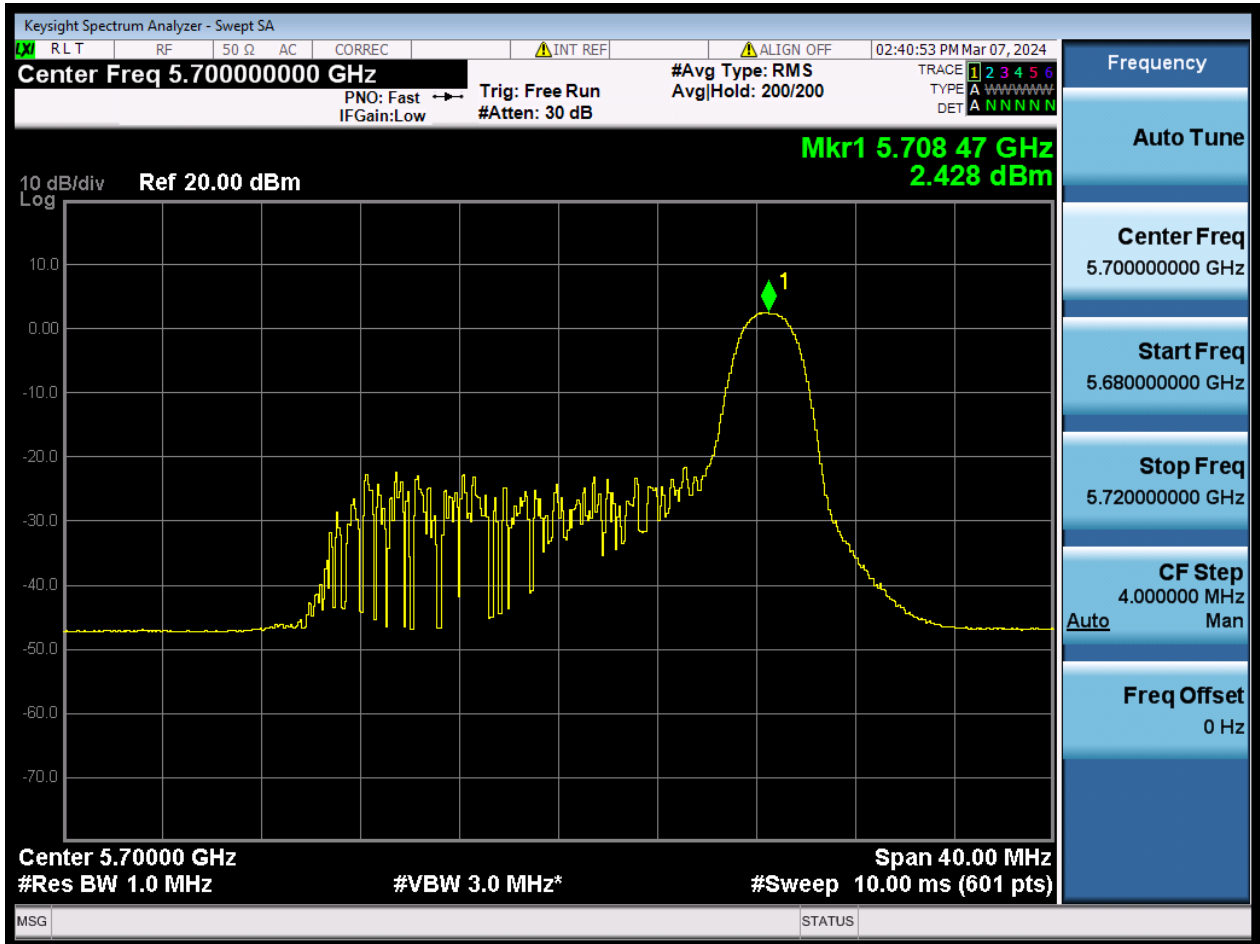 Keysight Spectrum Analyzer - Swept SA
LXI RLT RF 50 Ω AC CORREC INT REF ALIGN OFF 02:40:53 PM Mar 07, 2024
Center Freq 5.700000000 GHz
PNO: Fast
IFGain:Low
Trig: Free Run
#Atten: 30 dB
#Avg Type: RMS
Avg|Hold: 200/200
TRACE 1 2 3 4 5 6
TYPE A WWWWW
DET A N N N N N
Frequency
Mkr1 5.708 47 GHz
2.428 dBm
10 dB/div Ref 20.00 dBm
Log
10.0
0.00
-10.0
-20.0
-30.0
-40.0
-50.0
-60.0
-70.0
1
Center 5.70000 GHz Span 40.00 MHz
#Res BW 1.0 MHz #VBW 3.0 MHz* #Sweep 10.00 ms (601 pts)
MSG STATUS
Auto Tune
Center Freq
5.700000000 GHz
Start Freq
5.680000000 GHz
Stop Freq
5.720000000 GHz
CF Step
4.000000 MHz
Auto Man
Freq Offset
0 Hz